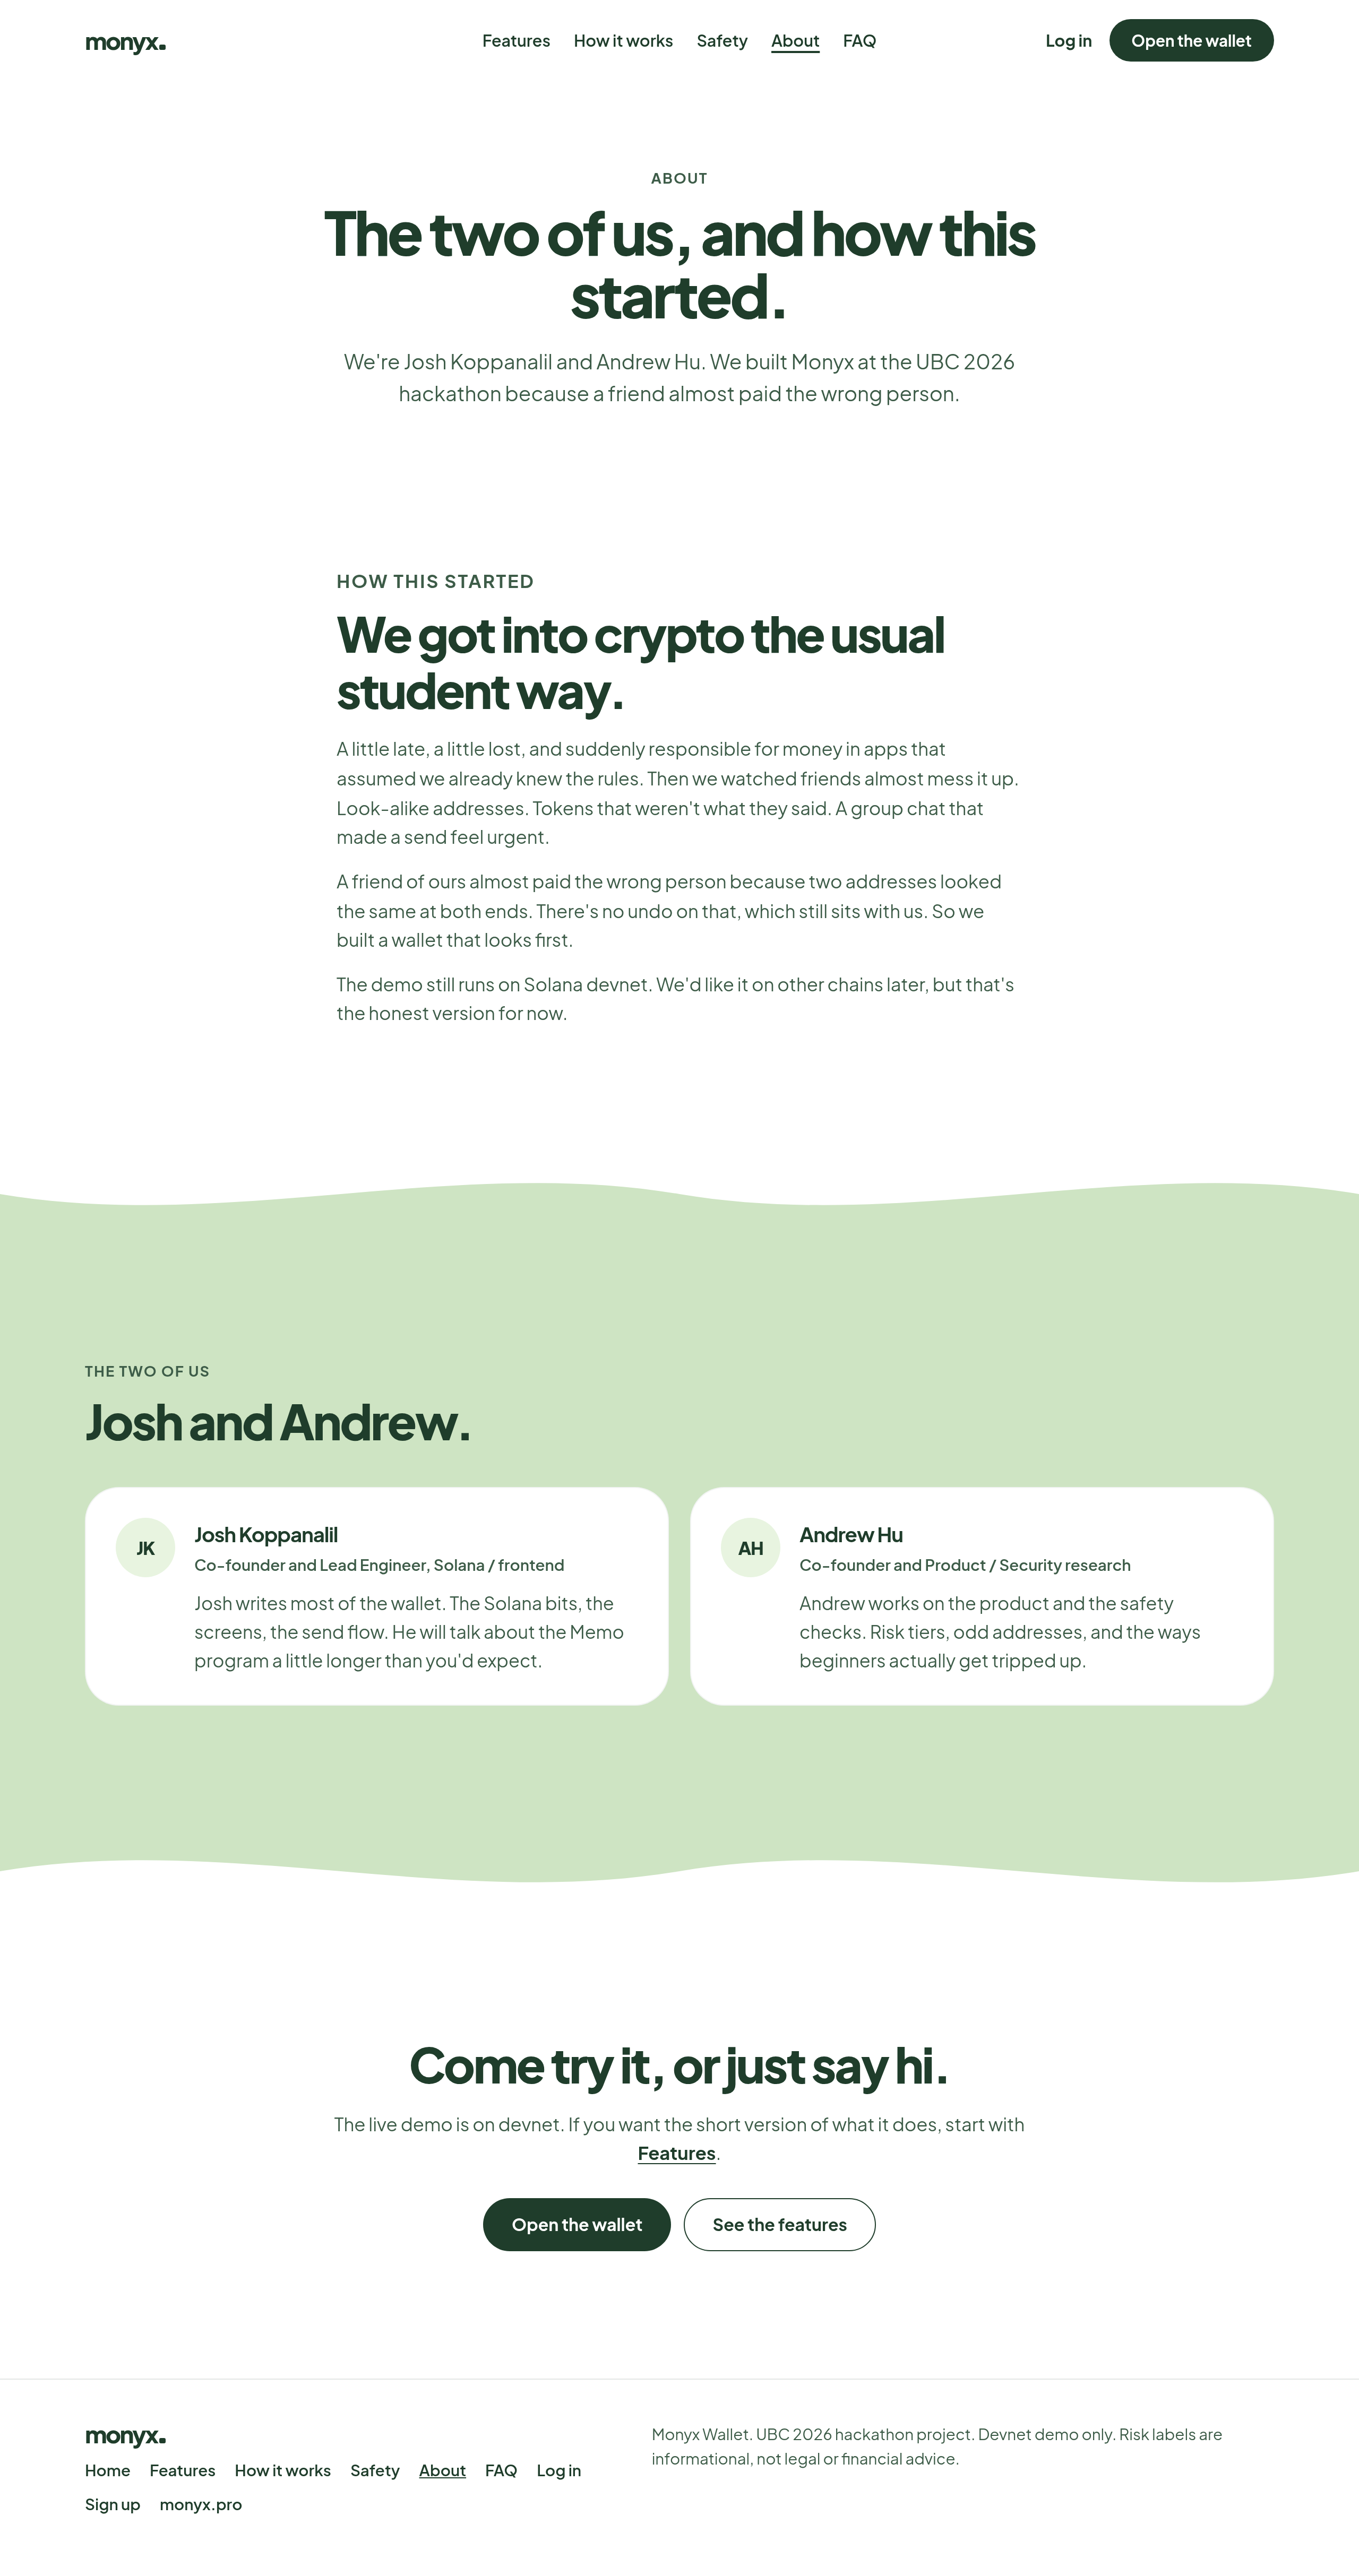 monyx.
Features How it works Safety About FAQ
Log in Open the wallet
ABOUT
The two of us, and how this
started.
We're Josh Koppanalil and Andrew Hu. We built Monyx at the UBC 2026
hackathon because a friend almost paid the wrong person.
HOW THIS STARTED
We got into crypto the usual
student way.
A little late, a little lost, and suddenly responsible for money in apps that
assumed we already knew the rules. Then we watched friends almost mess it up.
Look-alike addresses. Tokens that weren't what they said. A group chat that
made a send feel urgent.
A friend of ours almost paid the wrong person because two addresses looked
the same at both ends. There's no undo on that, which still sits with us. So we
built a wallet that looks first.
The demo still runs on Solana devnet. We'd like it on other chains later, but that's
the honest version for now.
THE TWO OF US
Josh and Andrew.
JK
Josh Koppanalil
Co-founder and Lead Engineer, Solana / frontend
Josh writes most of the wallet. The Solana bits, the
screens, the send flow. He will talk about the Memo
program a little longer than you'd expect.
AH
Andrew Hu
Co-founder and Product / Security research
Andrew works on the product and the safety
checks. Risk tiers, odd addresses, and the ways
beginners actually get tripped up.
Come try it, or just say hi.
The live demo is on devnet. If you want the short version of what it does, start with
Features.
Open the wallet See the features
monyx.
Home Features How it works Safety About FAQ Log in
Sign up monyx.pro
Monyx Wallet. UBC 2026 hackathon project. Devnet demo only. Risk labels are
informational, not legal or financial advice.